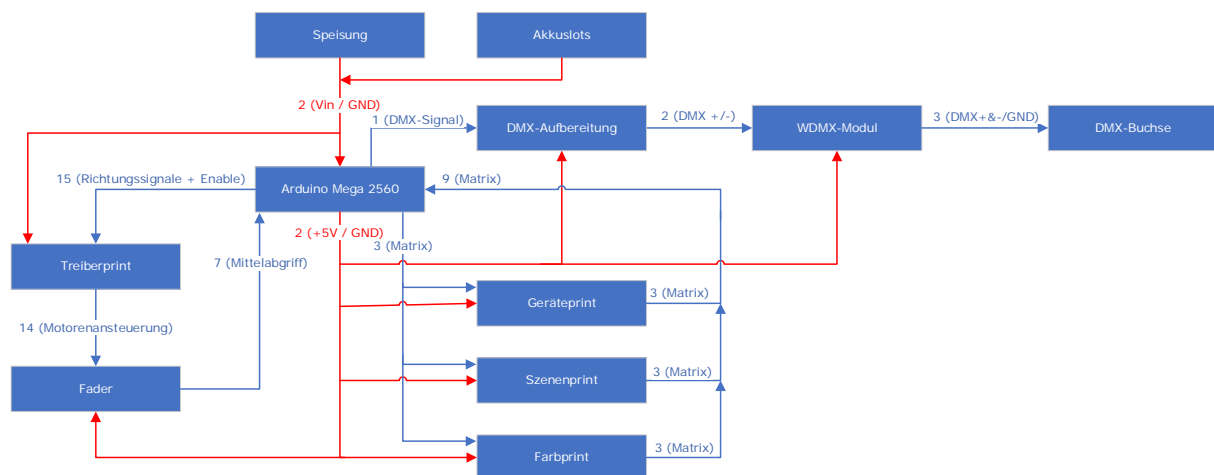 Speisung
Akkuslots
2 (Vin / GND)
1 (DMX-Signal)
DMX-Aufbereitung
2 (DMX +/-)
WDMX-Modul
3 (DMX+&-/GND)
DMX-Buchse
15 (Richtungssignale + Enable)
Arduino Mega 2560
9 (Matrix)
2 (+5V / GND)
3 (Matrix)
Treiberprint
7 (Mittelabgriff)
Geräteprint
3 (Matrix)
14 (Motorenansteuerung)
Szenenprint
3 (Matrix)
Fader
Farbprint
3 (Matrix)